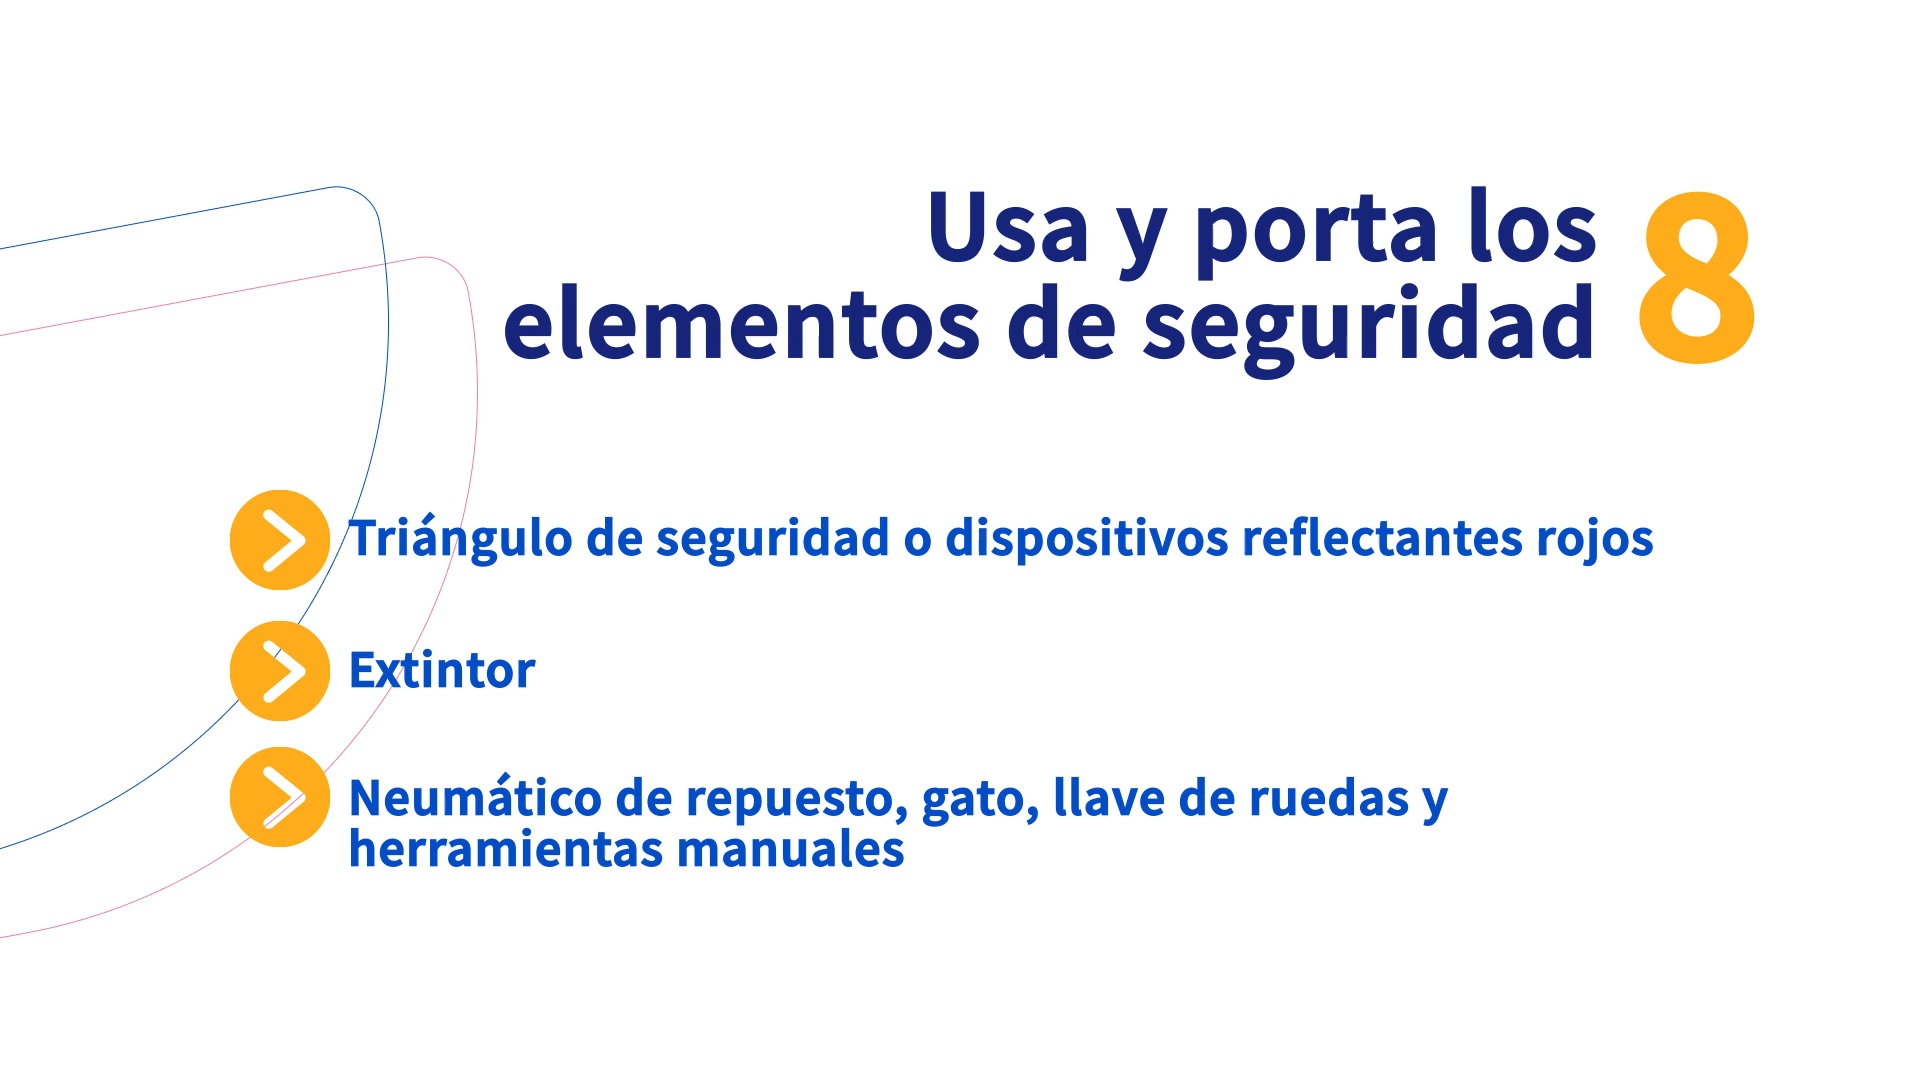 Usa y porta los
elementos de seguridad
8
Triángulo de seguridad o dispositivos reflectantes rojos
Extintor
Neumático de repuesto, gato, llave de ruedas y
herramientas manuales